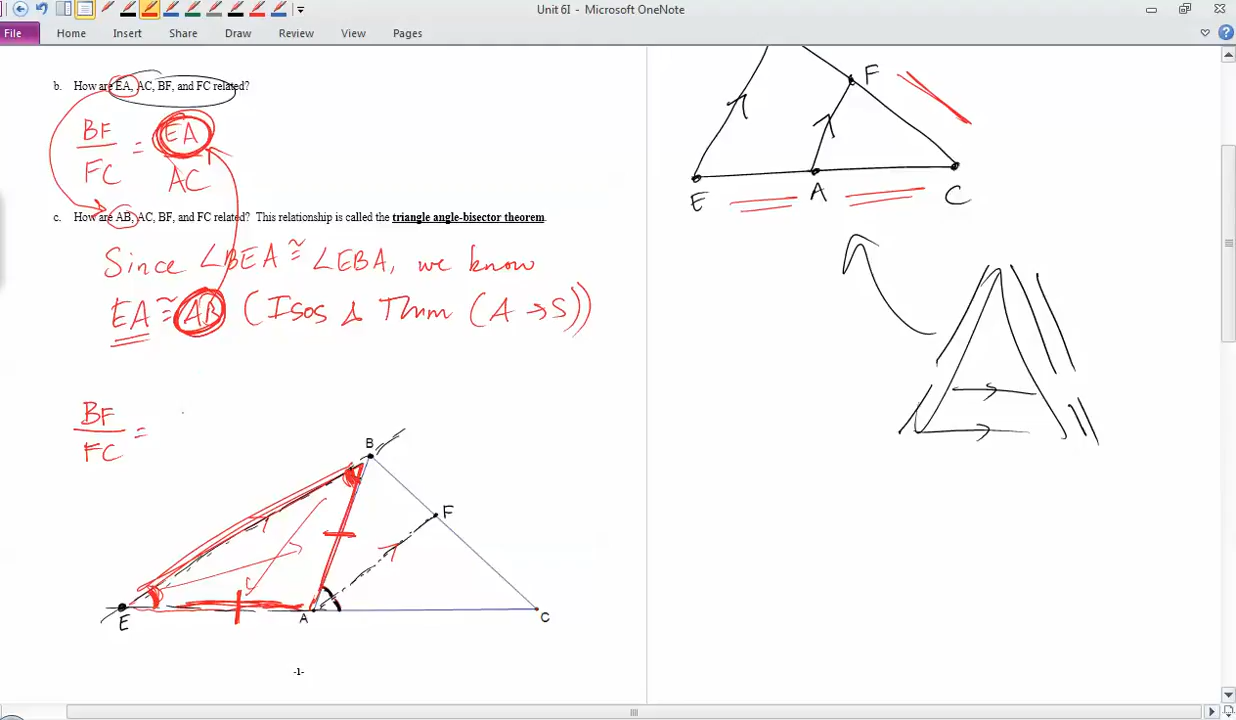 Unit 6I - Microsoft OneNote
File Home Insert Share Draw Review View Pages
b. How are EA, AC, BF, and FC related?
BF/FC = EA/AC
c. How are AB, AC, BF, and FC related? This relationship is called the triangle angle-bisector theorem.
Since ∠BEA ≅ ∠EBA, we know
EA ≅ AB (Isos Δ Thm (A → S))
BF/FC =
B
F
E
A
C
-1-
F
E
A
C